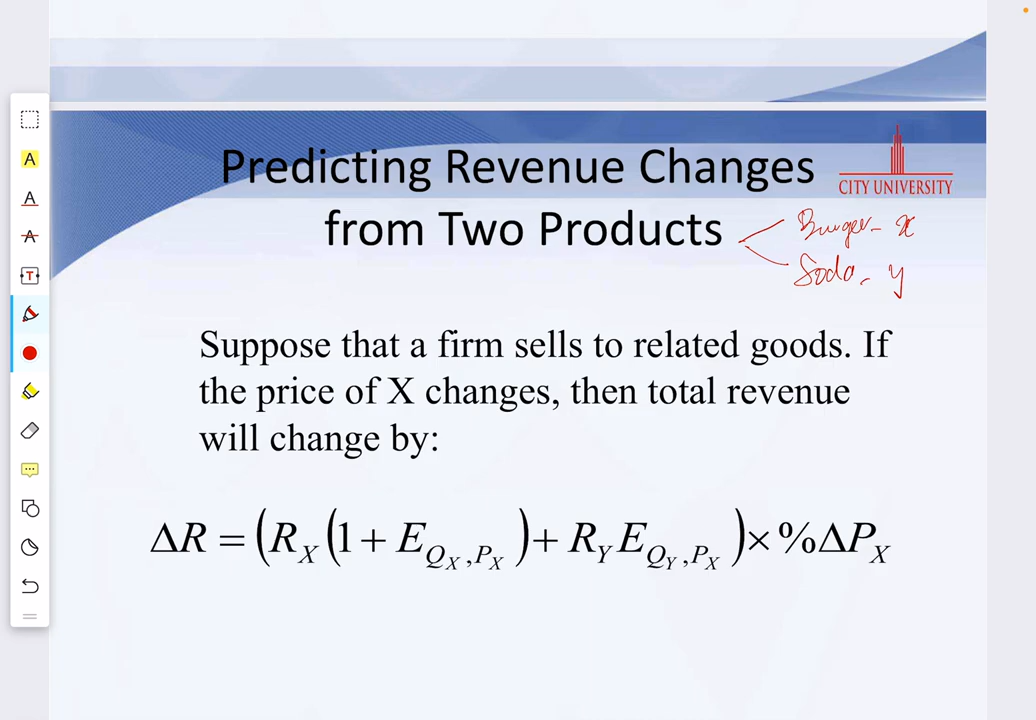 Predicting Revenue Changes
from Two Products
CITY UNIVERSITY
Burger - x
Soda - y
Suppose that a firm sells to related goods. If
the price of X changes, then total revenue
will change by:
ΔR = (R_X (1 + E_{Q_X, P_X}) + R_Y E_{Q_Y, P_X}) × %ΔP_X
A
A
A
T